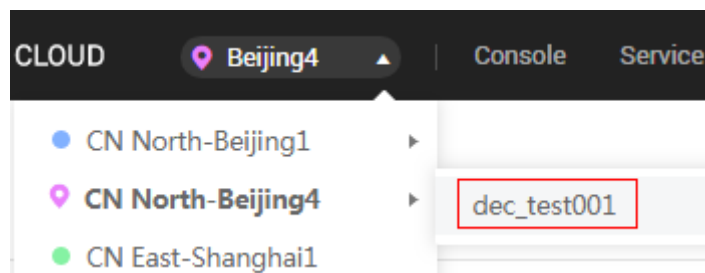 CLOUD Beijing4 Console Service
CN North-Beijing1
CN North-Beijing4
dec_test001
CN East-Shanghai1